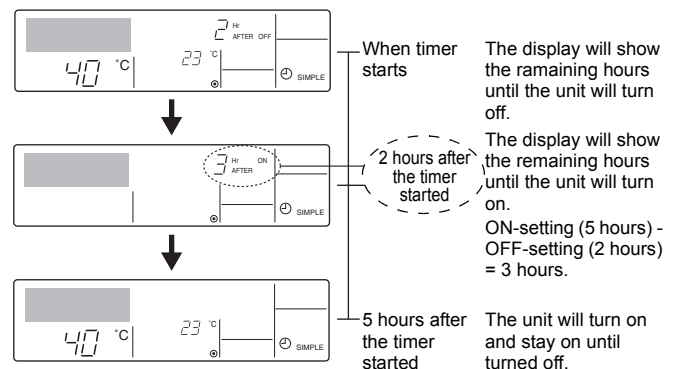 2 Hr
AFTER OFF
40 °C
23 °C
SIMPLE
When timer
starts
The display will show
the ramaining hours
until the unit will turn
off.
3 Hr ON
AFTER
SIMPLE
2 hours after
the timer
started
The display will show
the remaining hours
until the unit will turn
on.
ON-setting (5 hours) -
OFF-setting (2 hours)
= 3 hours.
40 °C
23 °C
SIMPLE
5 hours after
the timer
started
The unit will turn on
and stay on until
turned off.